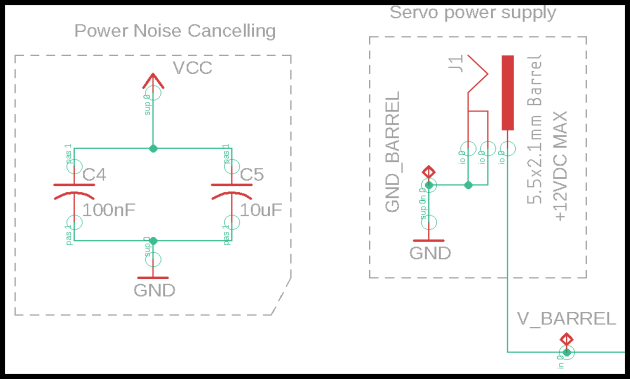 Power Noise Cancelling
VCC
sup 0
pas 1
pas 1
C4
C5
100nF
10uF
pas 1
pas 1
sup 0
GND
Servo power supply
J1
GND_BARREL
io 0
io 0
io 0
5.5x2.1mm Barrel
+12VDC MAX
in 0
sup 0
GND
V_BARREL
in 0